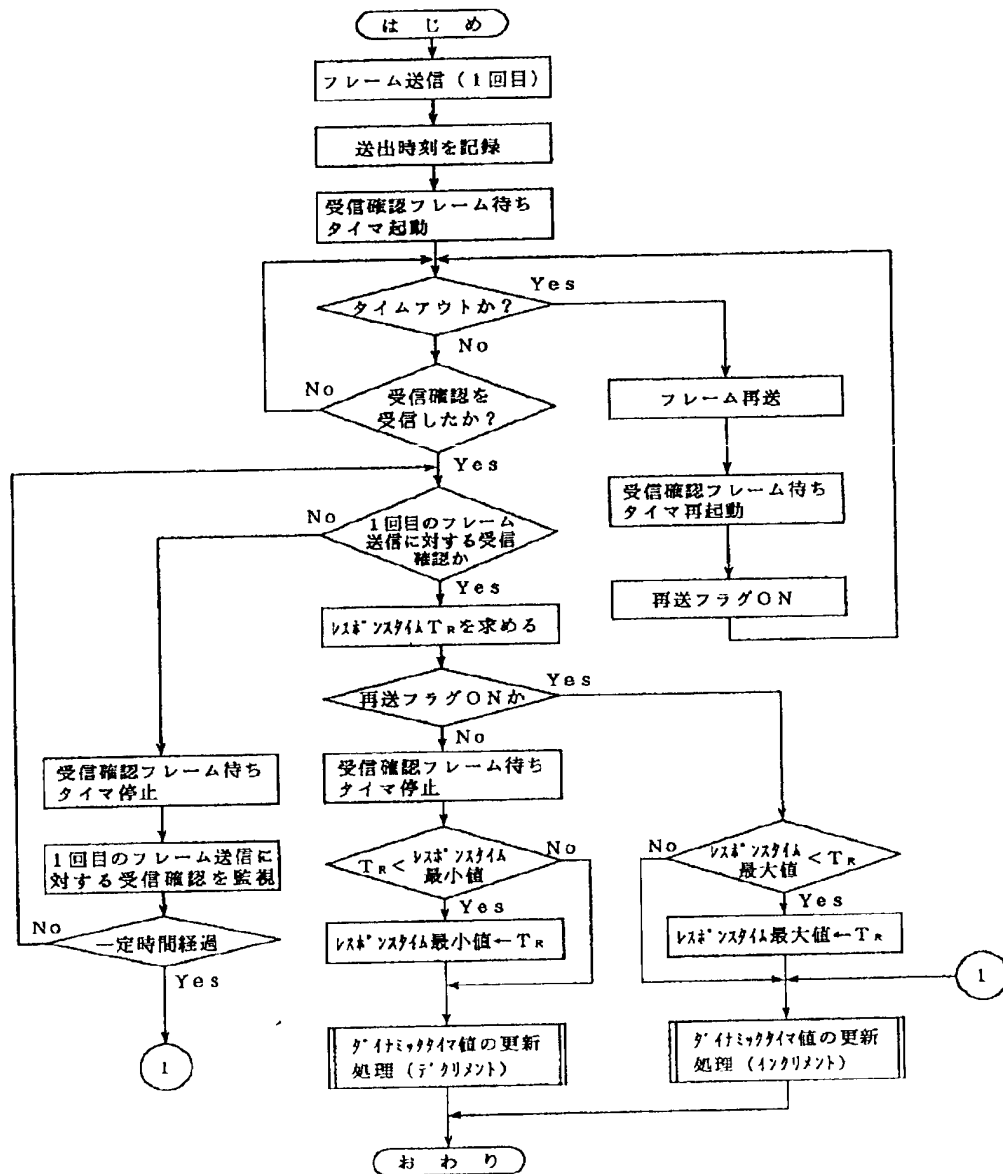 はじめ
フレーム送信(1回目)
送出時刻を記録
受信確認フレーム待ち
タイマ起動
タイムアウトか?
Yes
No
受信確認を
受信したか?
No
Yes
フレーム再送
受信確認フレーム待ち
タイマ再起動
再送フラグON
1回目のフレーム
送信に対する受信
確認か
No
Yes
レスポンスタイムTRを求める
再送フラグONか
Yes
No
受信確認フレーム待ち
タイマ停止
1回目のフレーム送信に
対する受信確認を監視
一定時間経過
No
Yes
1
受信確認フレーム待ち
タイマ停止
TR<レスポンスタイム
最小値
No
Yes
レスポンスタイム最小値←TR
ダイナミックタイマ値の更新
処理(デクリメント)
レスポンスタイム
最大値<TR
No
Yes
レスポンスタイム最大値←TR
1
ダイナミックタイマ値の更新
処理(インクリメント)
おわり